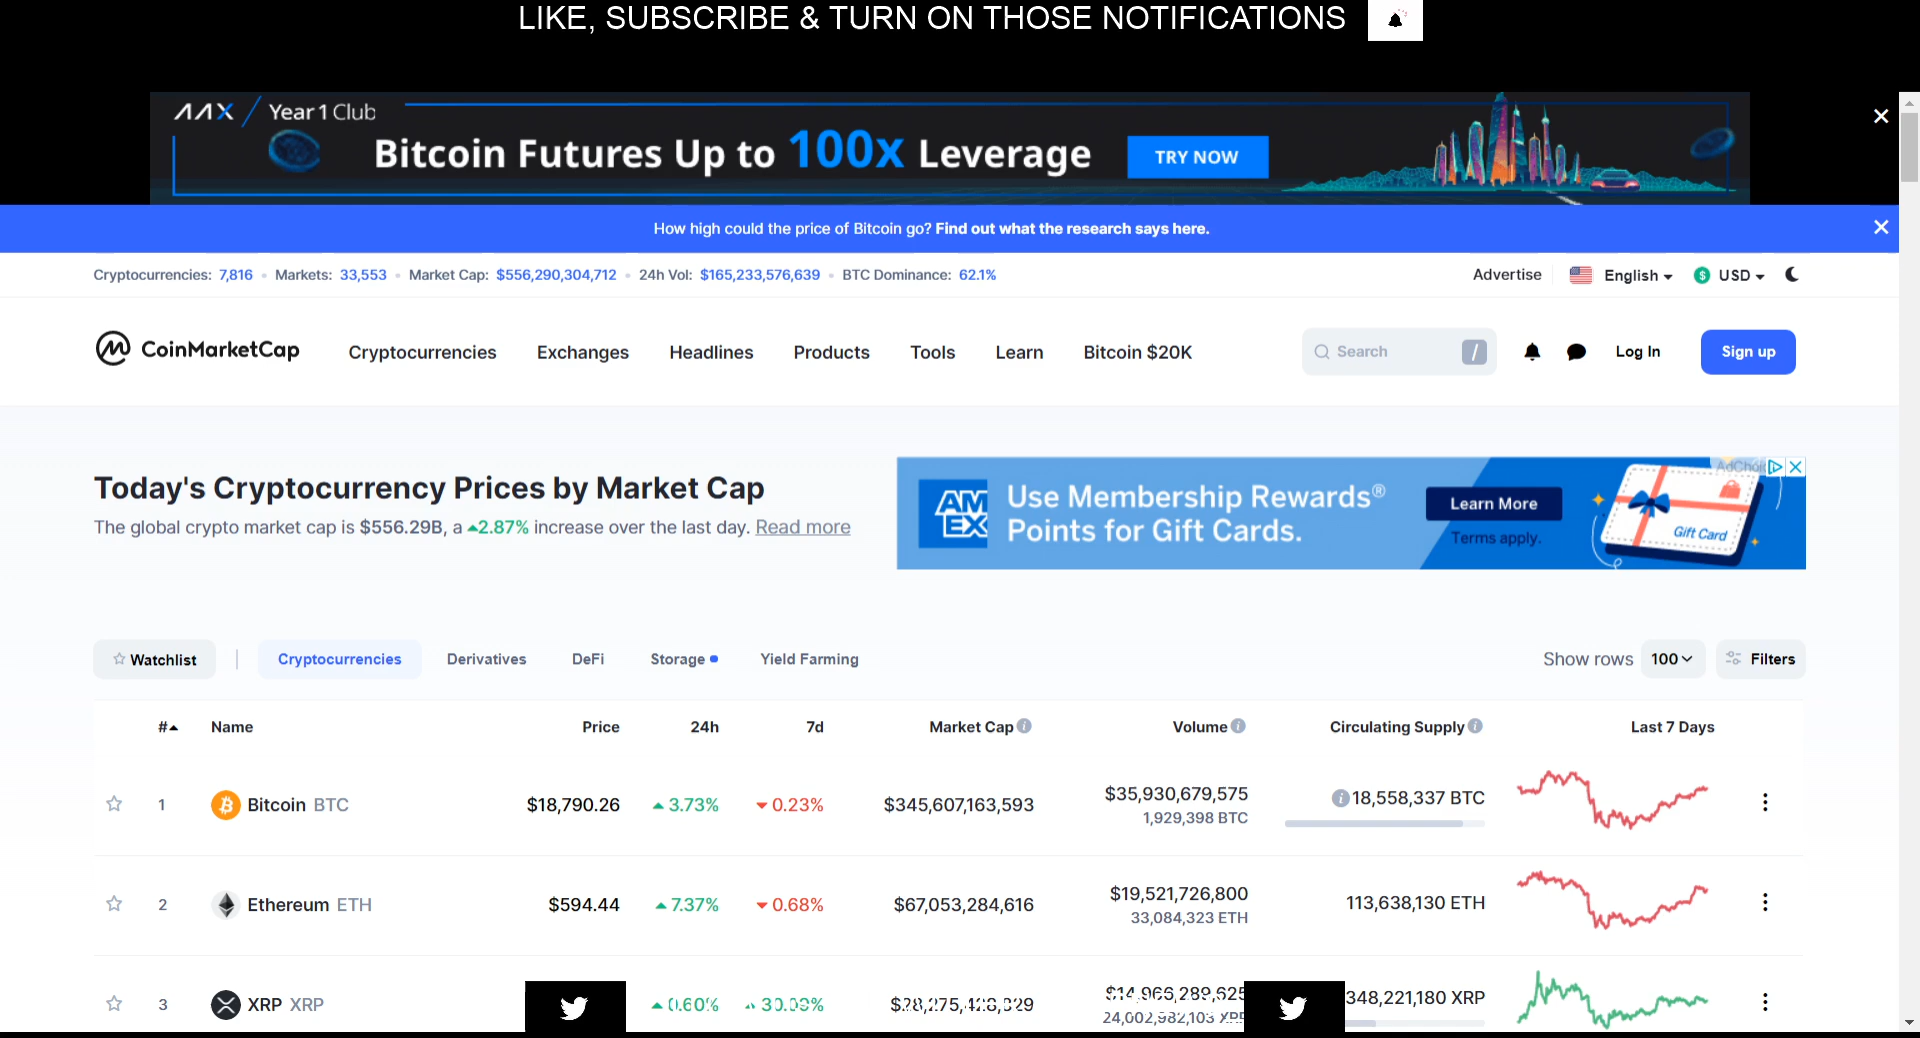 LIKE, SUBSCRIBE & TURN ON THOSE NOTIFICATIONS
AAX / Year 1 Club
Bitcoin Futures Up to 100x Leverage TRY NOW
How high could the price of Bitcoin go? Find out what the research says here.
Cryptocurrencies: 7,816 • Markets: 33,553 • Market Cap: $556,290,304,712 • 24h Vol: $165,233,576,639 • BTC Dominance: 62.1% Advertise English $ USD
CoinMarketCap Cryptocurrencies Exchanges Headlines Products Tools Learn Bitcoin $20K Search / Log In Sign up
Today's Cryptocurrency Prices by Market Cap
The global crypto market cap is $556.29B, a 2.87% increase over the last day. Read more
AM
EX
Use Membership Rewards®
Points for Gift Cards.
Learn More
Terms apply.
Gift Card
Watchlist | Cryptocurrencies Derivatives DeFi Storage Yield Farming Show rows 100 Filters
# Name Price 24h 7d Market Cap Volume Circulating Supply Last 7 Days
1 Bitcoin BTC $18,790.26 3.73% 0.23% $345,607,163,593 $35,930,679,575 18,558,337 BTC
1,929,398 BTC
2 Ethereum ETH $594.44 7.37% 0.68% $67,053,284,616 $19,521,726,800 113,638,130 ETH
33,084,323 ETH
3 XRP XRP 0.60% 348,221,180 XRP